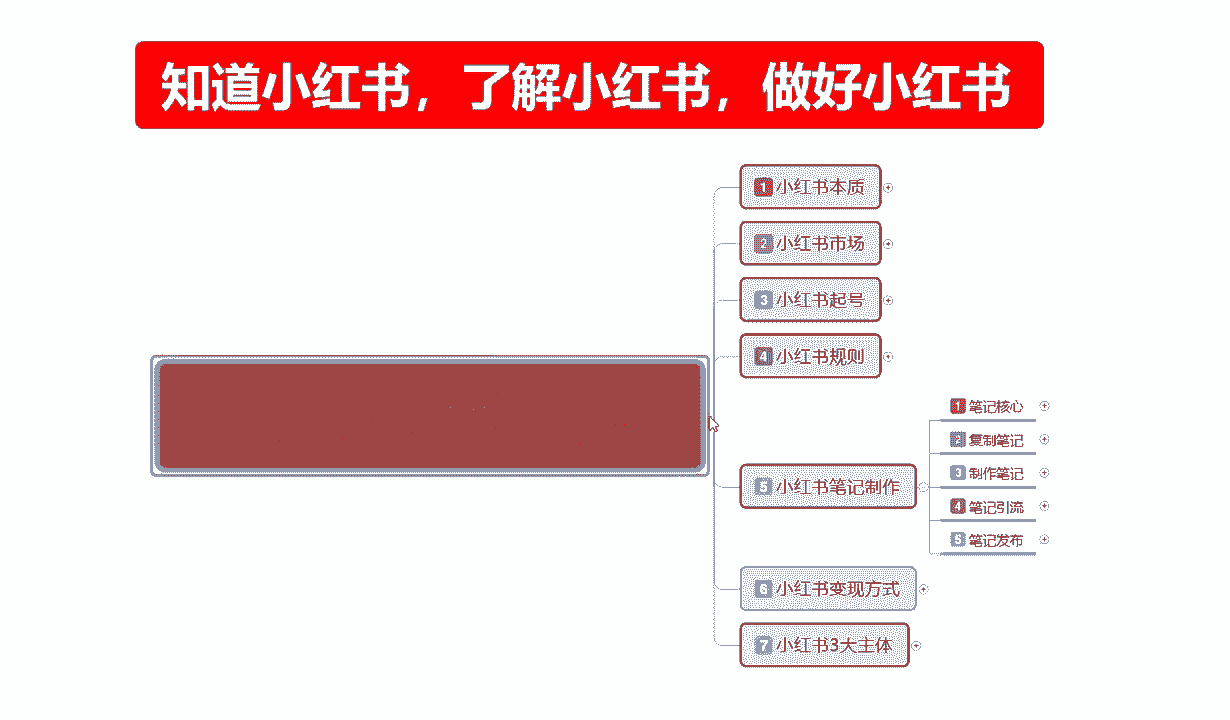 知道小红书，了解小红书，做好小红书
1 小红书本质
2 小红书市场
3 小红书起号
4 小红书规则
5 小红书笔记制作
1 笔记核心
2 复制笔记
3 制作笔记
4 笔记引流
5 笔记发布
6 小红书变现方式
7 小红书3大主体